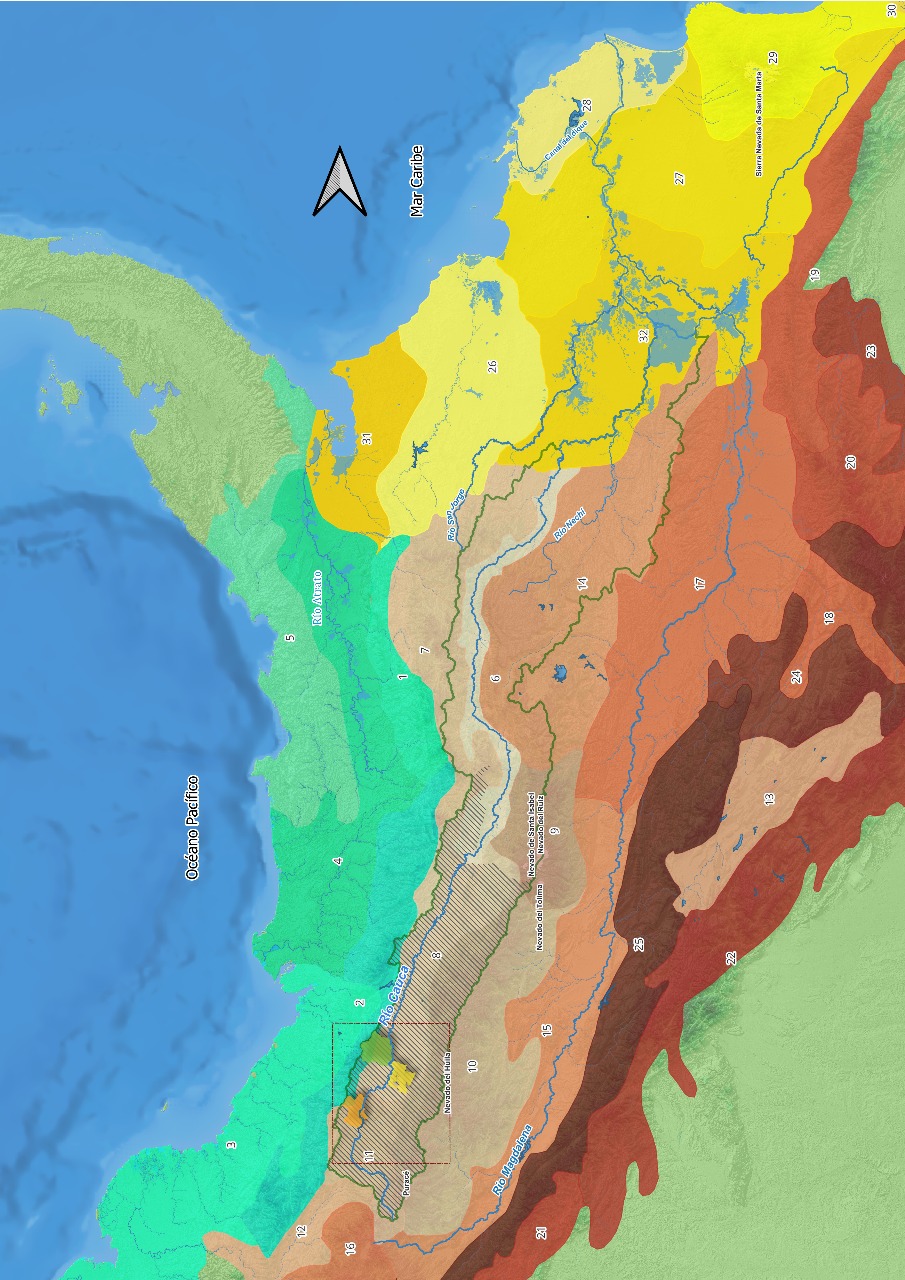 30
29
Sierra Nevada de Santa Marta
28
Canal del dique
Mar Caribe
27
19
32
23
26
31
20
Río San Jorge
Río Nechí
14
17
Río Atrato
18
5
7
1
6
24
13
Océano Pacífico
Nevado de Santa Isabel
Nevado del Ruiz
9
4
Nevado del Tolima
25
8
22
2
Río Cauca
15
10
Nevado del Huila
3
11
Río Magdalena
Puracé
12
21
16